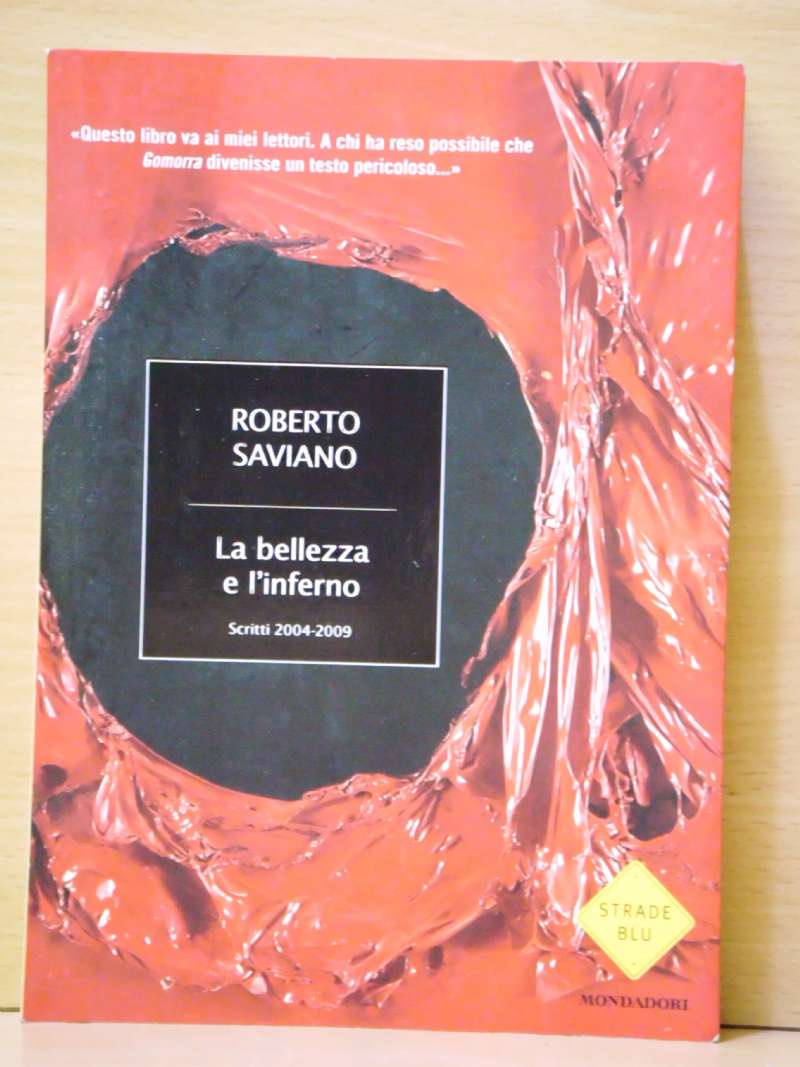 «Questo libro va ai miei lettori. A chi ha reso possibile che
Gomorra divenisse un testo pericoloso...»
ROBERTO
SAVIANO
La bellezza
e l'inferno
Scritti 2004-2009
STRADE
BLU
MONDADORI